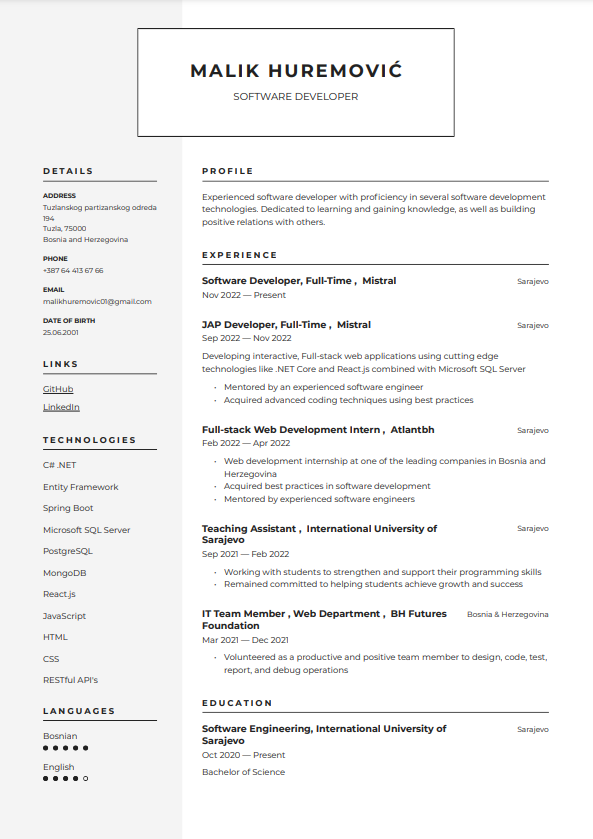 MALIK HUREMOVIĆ
SOFTWARE DEVELOPER
DETAILS
ADDRESS
Tuzlanskog partizanskog odreda
194
Tuzla, 75000
Bosnia and Herzegovina
PHONE
+387 64 413 67 66
EMAIL
malikhuremovic01@gmail.com
DATE OF BIRTH
25.06.2001
LINKS
GitHub
LinkedIn
TECHNOLOGIES
C# .NET
Entity Framework
Spring Boot
Microsoft SQL Server
PostgreSQL
MongoDB
React.js
JavaScript
HTML
CSS
RESTful API's
LANGUAGES
Bosnian
English
PROFILE
Experienced software developer with proficiency in several software development
technologies. Dedicated to learning and gaining knowledge, as well as building
positive relations with others.
EXPERIENCE
Software Developer, Full-Time , Mistral Sarajevo
Nov 2022 — Present
JAP Developer, Full-Time , Mistral Sarajevo
Sep 2022 — Nov 2022
Developing interactive, Full-stack web applications using cutting edge
technologies like .NET Core and React.js combined with Microsoft SQL Server
• Mentored by an experienced software engineer
• Acquired advanced coding techniques using best practices
Full-stack Web Development Intern , Atlantbh Sarajevo
Feb 2022 — Apr 2022
• Web development internship at one of the leading companies in Bosnia and
Herzegovina
• Acquired best practices in software development
• Mentored by experienced software engineers
Teaching Assistant , International University of Sarajevo
Sarajevo
Sep 2021 — Feb 2022
• Working with students to strengthen and support their programming skills
• Remained committed to helping students achieve growth and success
IT Team Member , Web Department , BH Futures Bosnia & Herzegovina
Foundation
Mar 2021 — Dec 2021
• Volunteered as a productive and positive team member to design, code, test,
report, and debug operations
EDUCATION
Software Engineering, International University of Sarajevo
Sarajevo
Oct 2020 — Present
Bachelor of Science